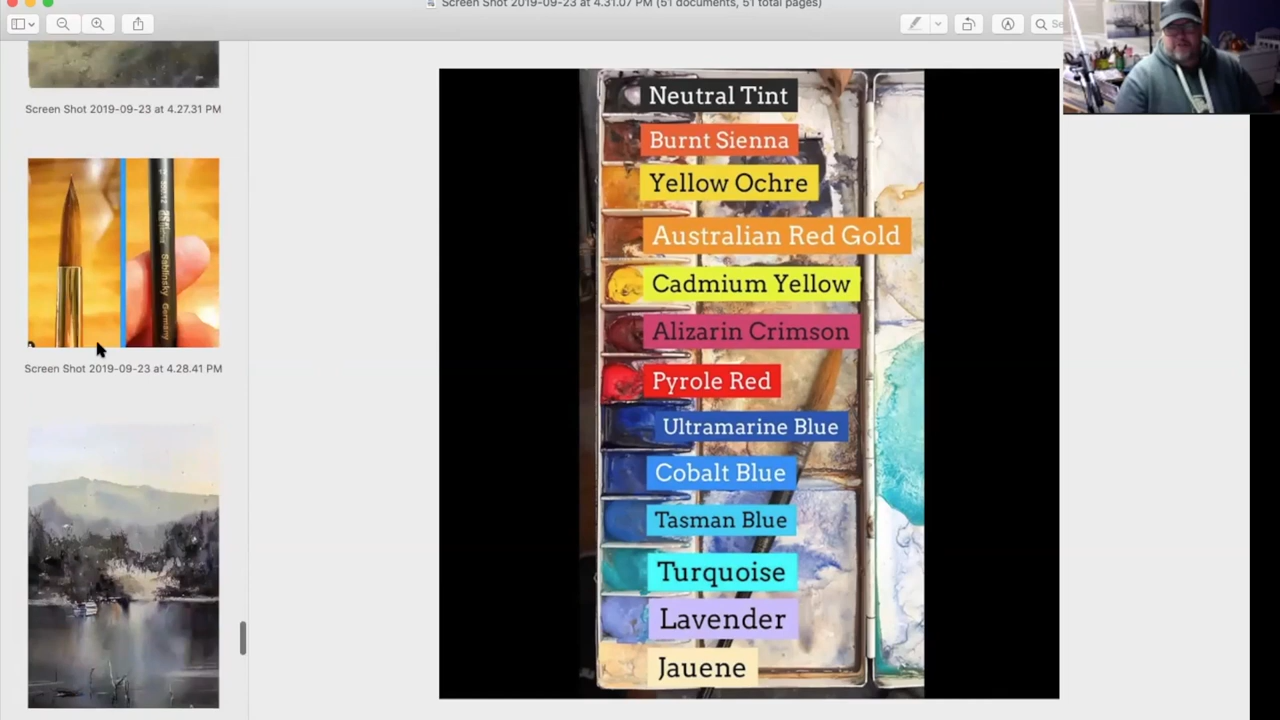 Screen Shot 2019-09-23 at 4.31.07 PM (51 documents, 51 total pages)
Screen Shot 2019-09-23 at 4.27.31 PM
Sablinsky Germany
Screen Shot 2019-09-23 at 4.28.41 PM
Neutral Tint
Burnt Sienna
Yellow Ochre
Australian Red Gold
Cadmium Yellow
Alizarin Crimson
Pyrole Red
Ultramarine Blue
Cobalt Blue
Tasman Blue
Turquoise
Lavender
Jauene